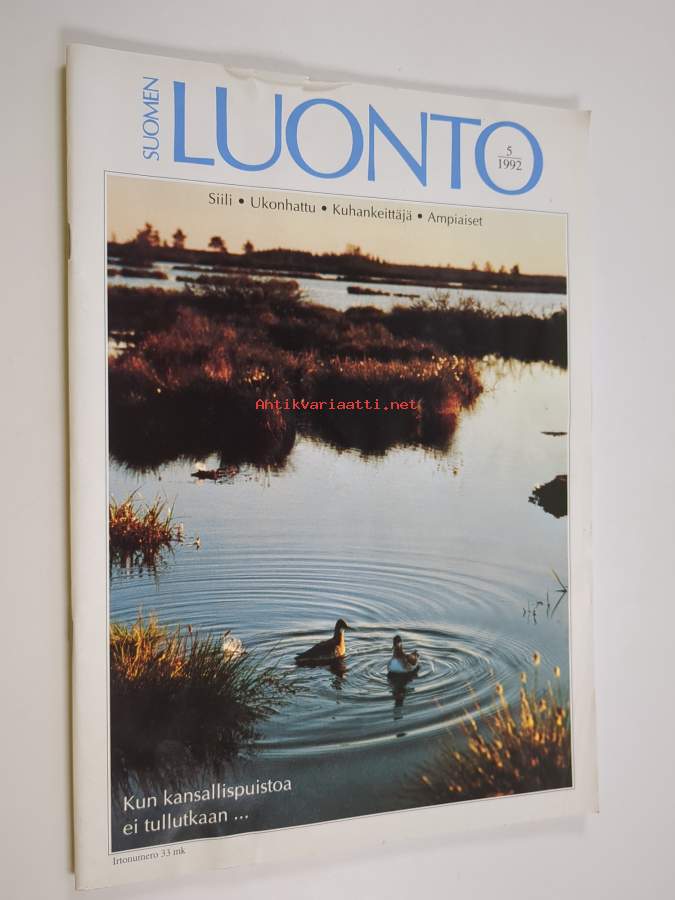 SUOMEN
LUONTO
5
1992
Siili • Ukonhattu • Kuhankeittäjä • Ampiaiset
Antikvariaatti.net
Kun kansallispuistoa
ei tullutkaan ...
Irtonumero 33 mk